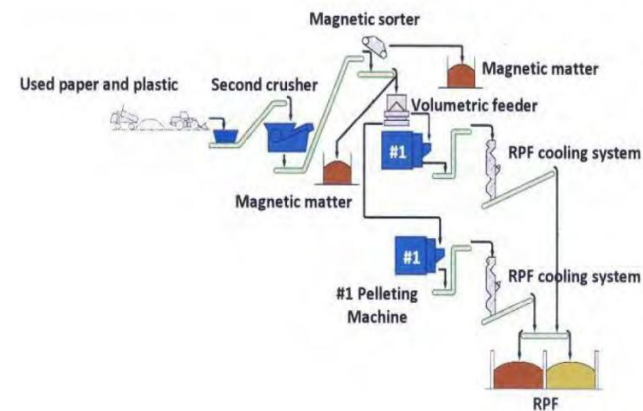 Magnetic sorter
Used paper and plastic
Second crusher
Magnetic matter
Volumetric feeder
#1
RPF cooling system
Magnetic matter
#1
RPF cooling system
#1 Pelleting
Machine
RPF